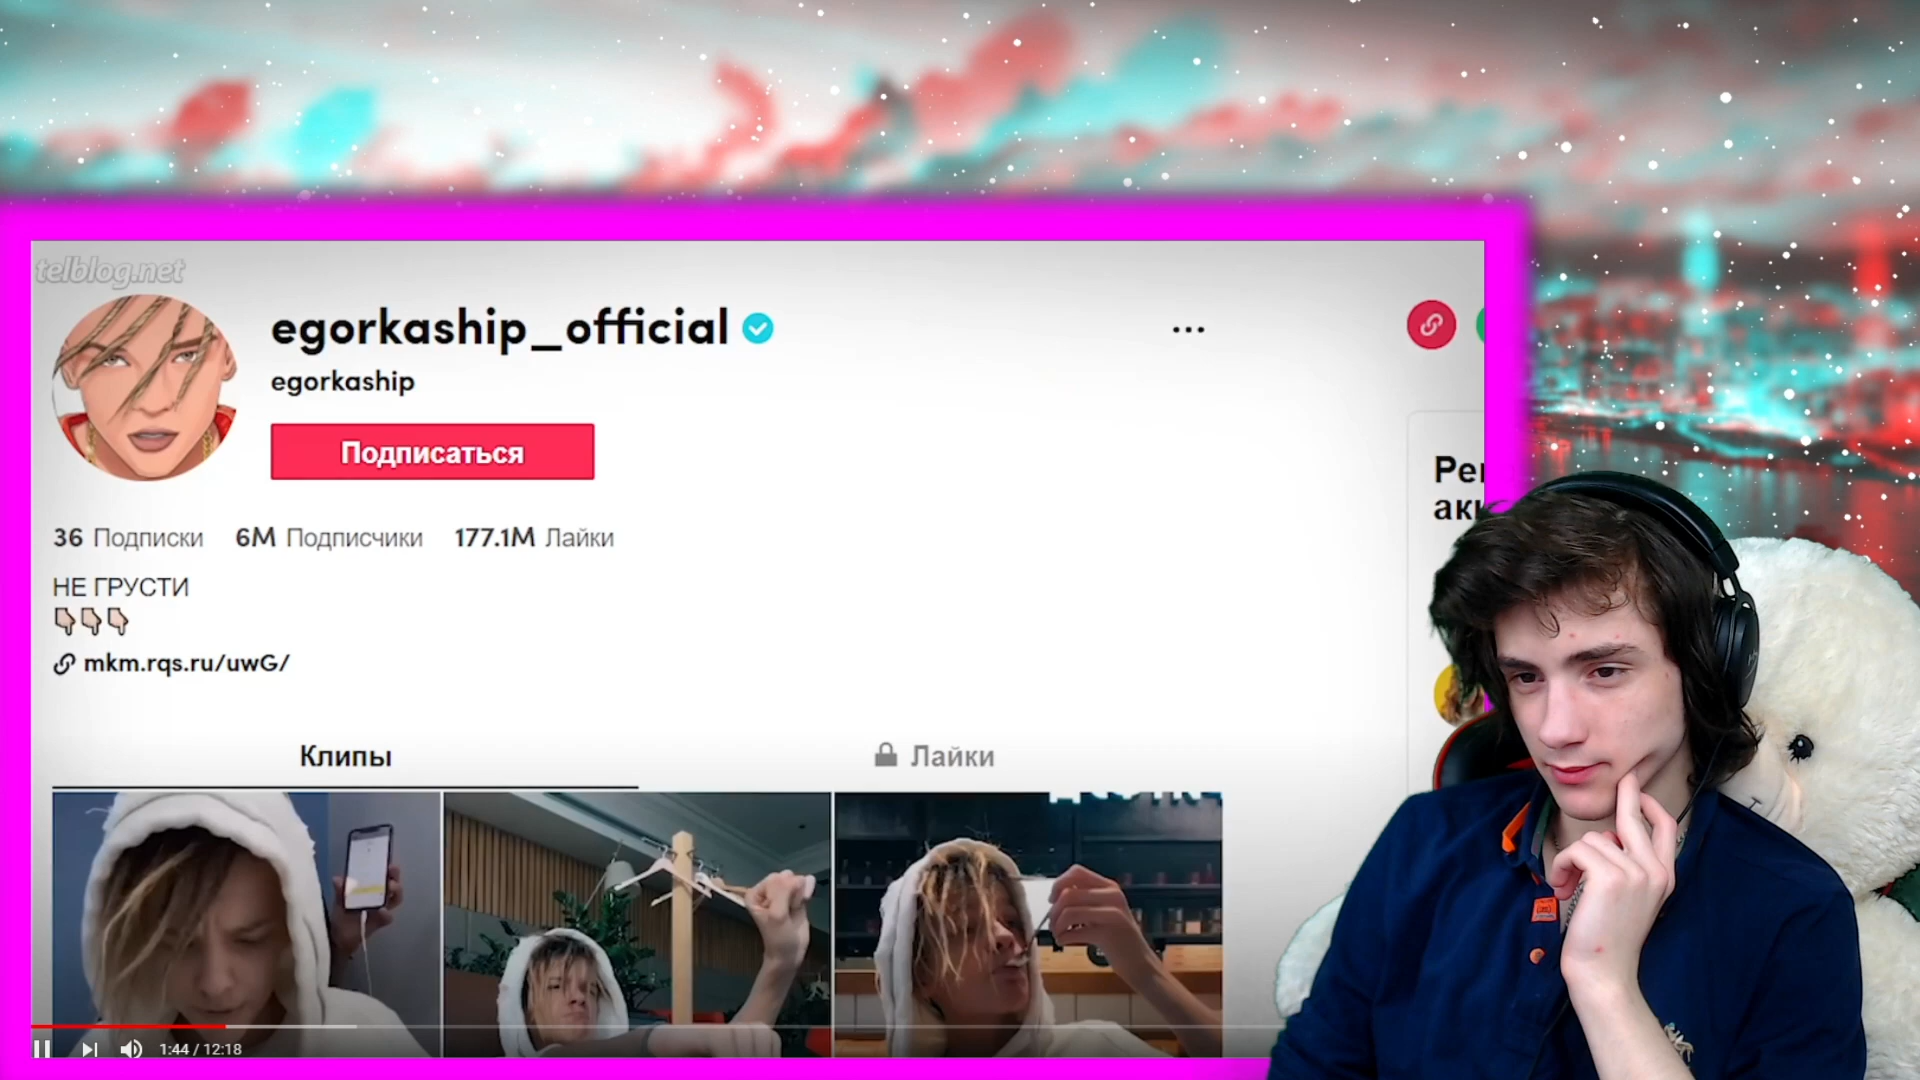 telblog.net
egorkaship_official
egorkaship
Подписаться
36 Подписки 6M Подписчики 177.1M Лайки
НЕ ГРУСТИ
mkm.rqs.ru/uwG/
Клипы
Лайки
1:44 / 12:18